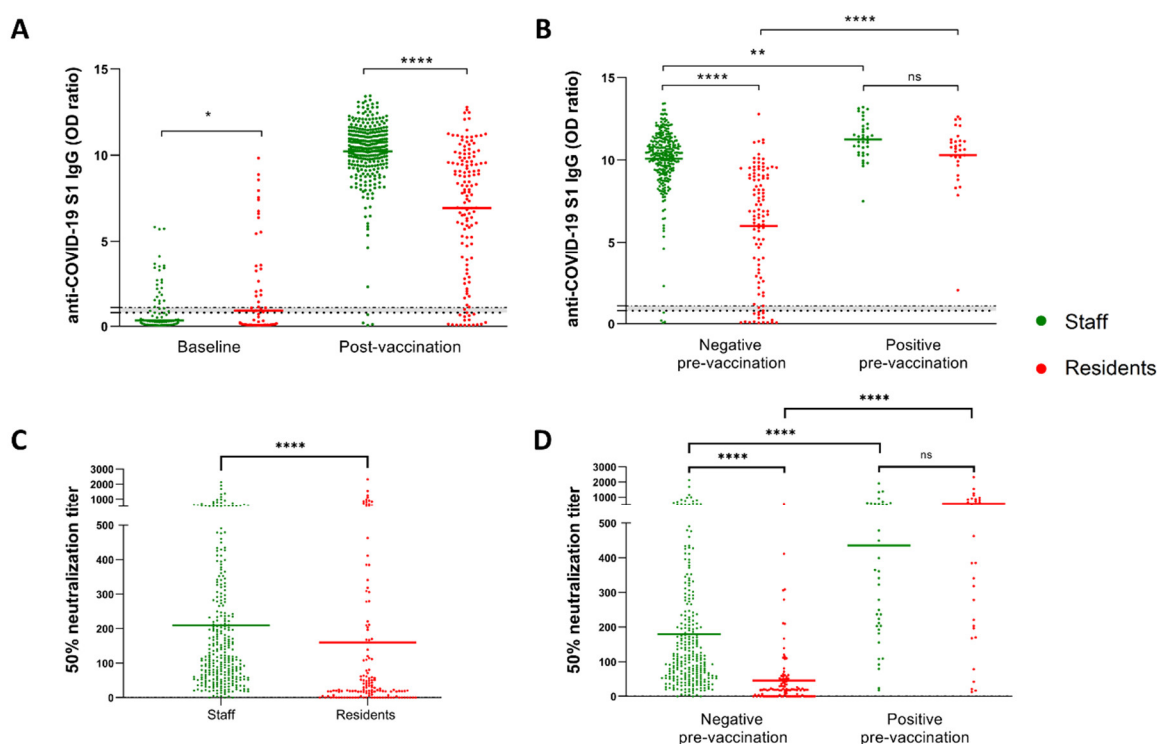 A
B
****
****
**
*
****
ns
anti-COVID-19 S1 IgG (OD ratio)
15
10
5
0
Baseline
Post-vaccination
anti-COVID-19 S1 IgG (OD ratio)
15
10
5
0
Negative
pre-vaccination
Positive
pre-vaccination
Staff
Residents
C
D
****
****
****
****
ns
50% neutralization titer
3000
2000
1000
500
400
300
200
100
0
Staff
Residents
50% neutralization titer
3000
2000
1000
500
400
300
200
100
0
Negative
pre-vaccination
Positive
pre-vaccination